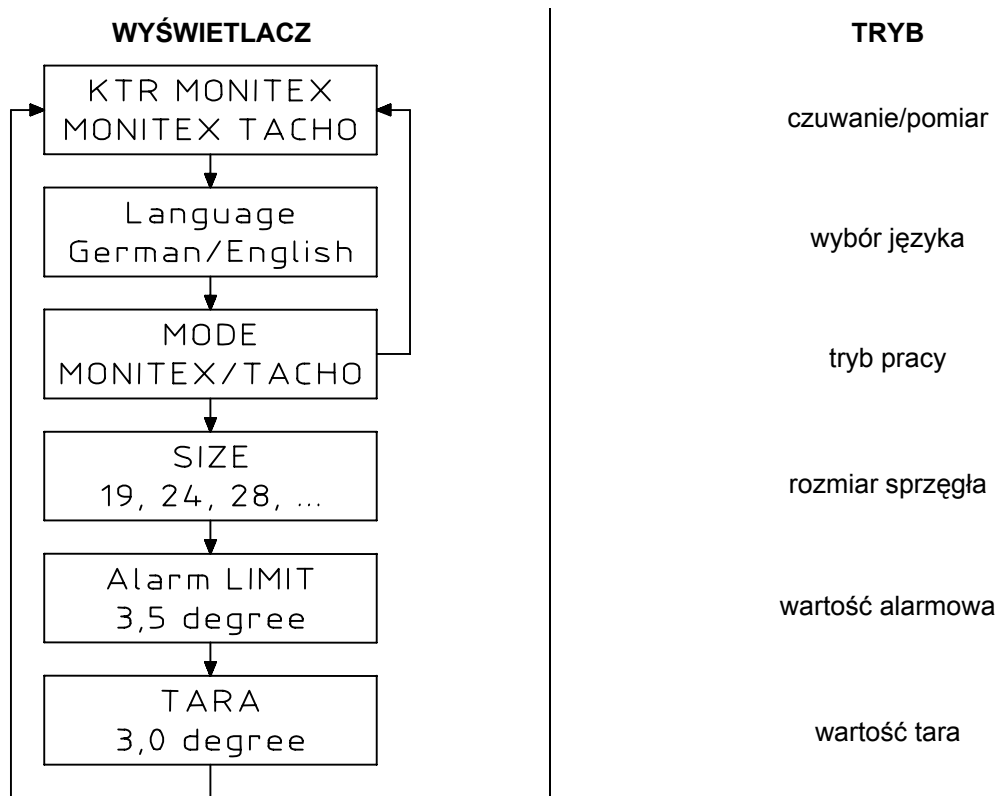 WYŚWIETLACZ
TRYB
KTR MONITEX
MONITEX TACHO
czuwanie/pomiar
Language
German/English
wybór języka
MODE
MONITEX/TACHO
tryb pracy
SIZE
19, 24, 28, ...
rozmiar sprzęgła
Alarm LIMIT
3,5 degree
wartość alarmowa
TARA
3,0 degree
wartość tara